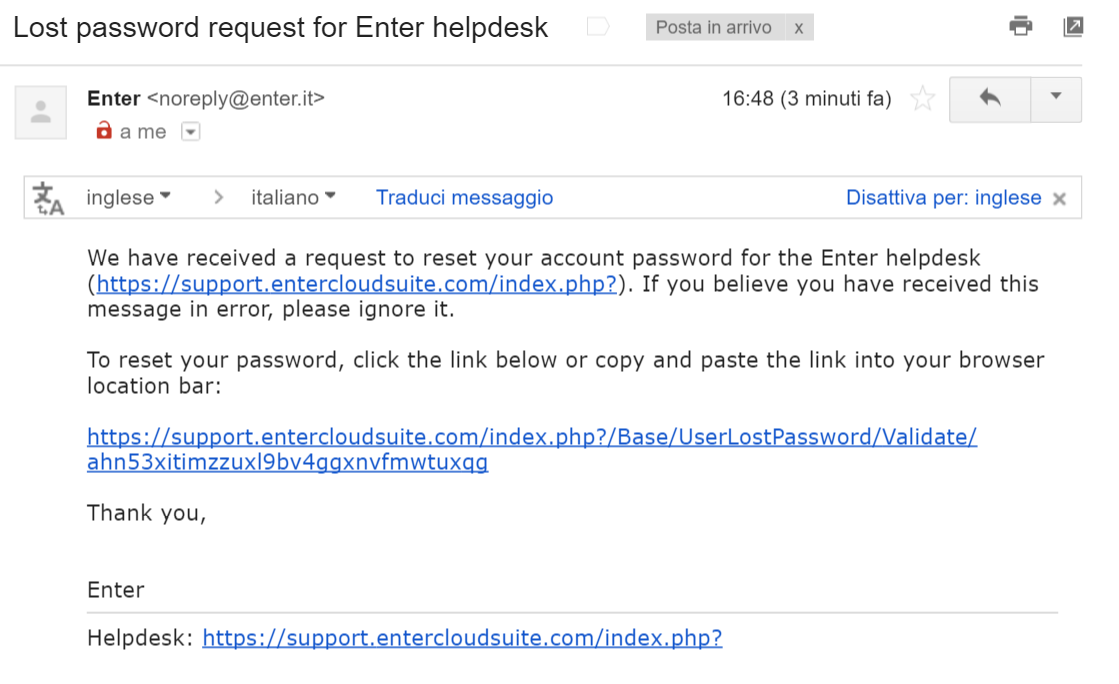 Lost password request for Enter helpdesk
Posta in arrivo x
Enter <noreply@enter.it>
16:48 (3 minuti fa)
a me
inglese > italiano Traduci messaggio Disattiva per: inglese ×
We have received a request to reset your account password for the Enter helpdesk
(https://support.entercloudsuite.com/index.php?). If you believe you have received this
message in error, please ignore it.
To reset your password, click the link below or copy and paste the link into your browser
location bar:
https://support.entercloudsuite.com/index.php?/Base/UserLostPassword/Validate/
ahn53xitimzzuxl9bv4ggxnvfmwtuxqg
Thank you,
Enter
Helpdesk: https://support.entercloudsuite.com/index.php?